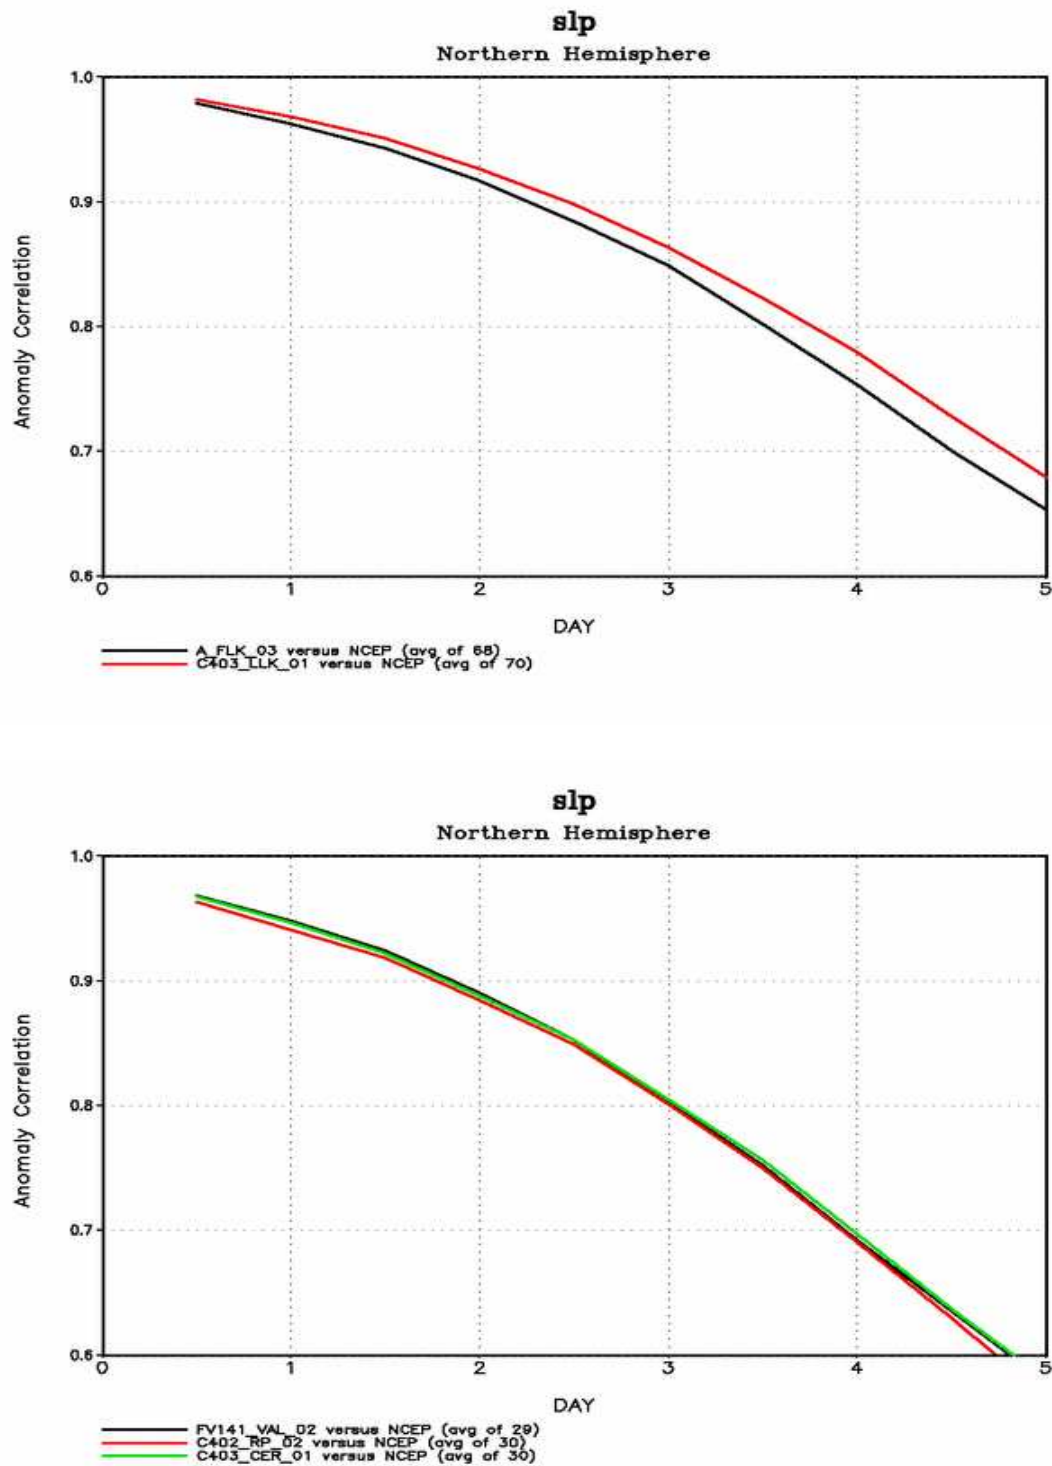 slp
Northern Hemisphere
1.0
0.9
0.8
0.7
0.6
Anomaly Correlation
0 1 2 3 4 5
DAY
A_FLK_03 versus NCEP (avg of 68)
C403_LLK_01 versus NCEP (avg of 70)
slp
Northern Hemisphere
1.0
0.9
0.8
0.7
0.6
Anomaly Correlation
0 1 2 3 4 5
DAY
FV141_VAL_02 versus NCEP (avg of 29)
C402_RP_02 versus NCEP (avg of 30)
C403_CER_01 versus NCEP (avg of 30)